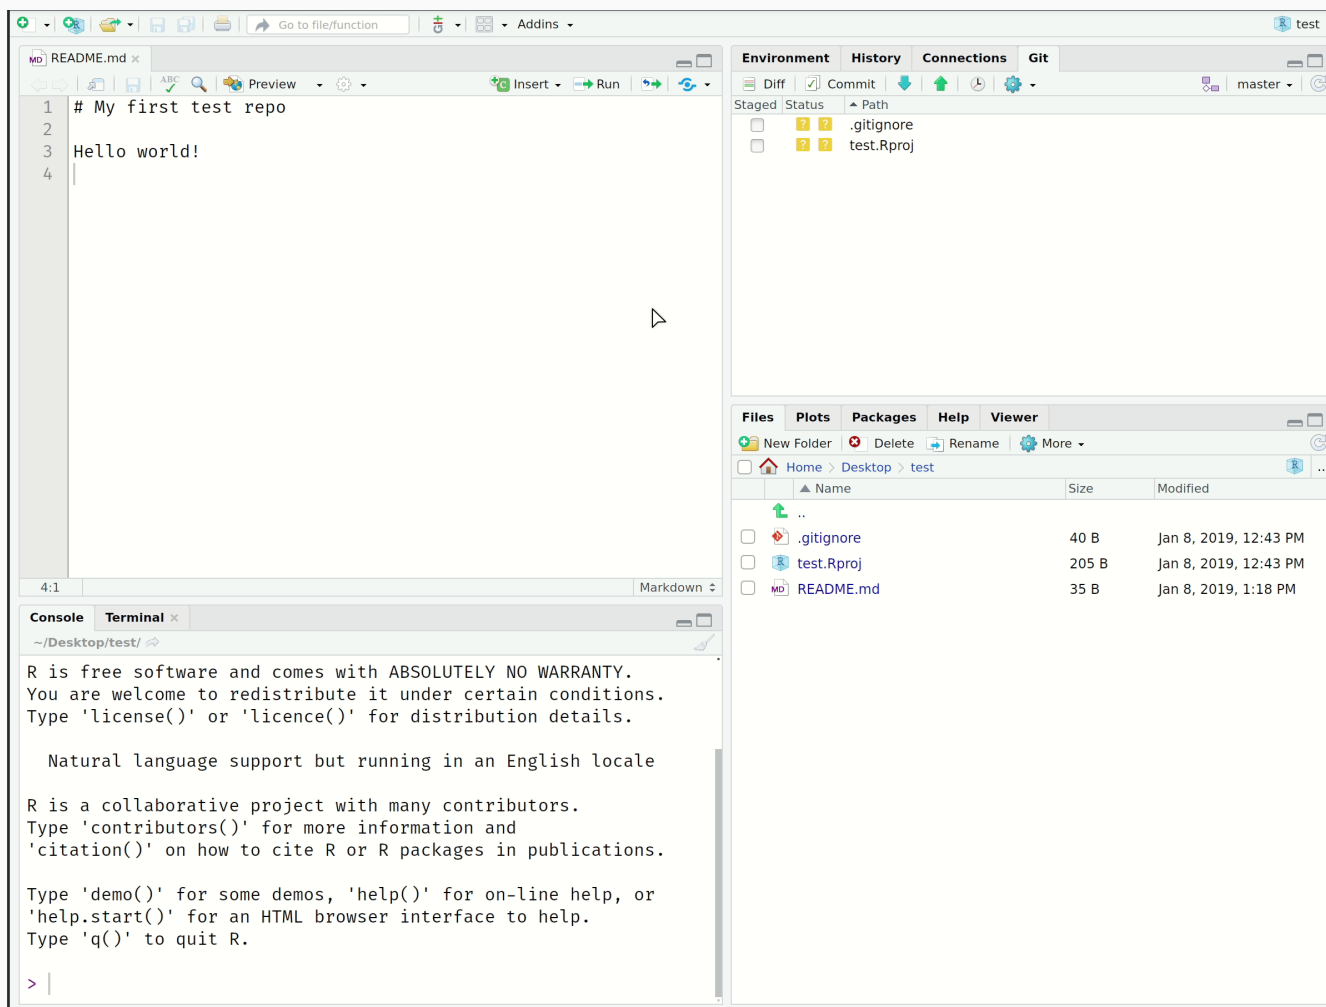 Go to file/function
Addins
test
README.md
ABC
Preview
Insert
Run
1 # My first test repo
2
3 Hello world!
4
4:1
Markdown
Console Terminal
~/Desktop/test/
R is free software and comes with ABSOLUTELY NO WARRANTY.
You are welcome to redistribute it under certain conditions.
Type 'license()' or 'licence()' for distribution details.
Natural language support but running in an English locale
R is a collaborative project with many contributors.
Type 'contributors()' for more information and
'citation()' on how to cite R or R packages in publications.
Type 'demo()' for some demos, 'help()' for on-line help, or
'help.start()' for an HTML browser interface to help.
Type 'q()' to quit R.
>
Environment History Connections Git
Diff Commit master
Staged Status Path
? ? .gitignore
? ? test.Rproj
Files Plots Packages Help Viewer
New Folder Delete Rename More
Home > Desktop > test
R ..
Name Size Modified
..
.gitignore 40 B Jan 8, 2019, 12:43 PM
test.Rproj 205 B Jan 8, 2019, 12:43 PM
README.md 35 B Jan 8, 2019, 1:18 PM